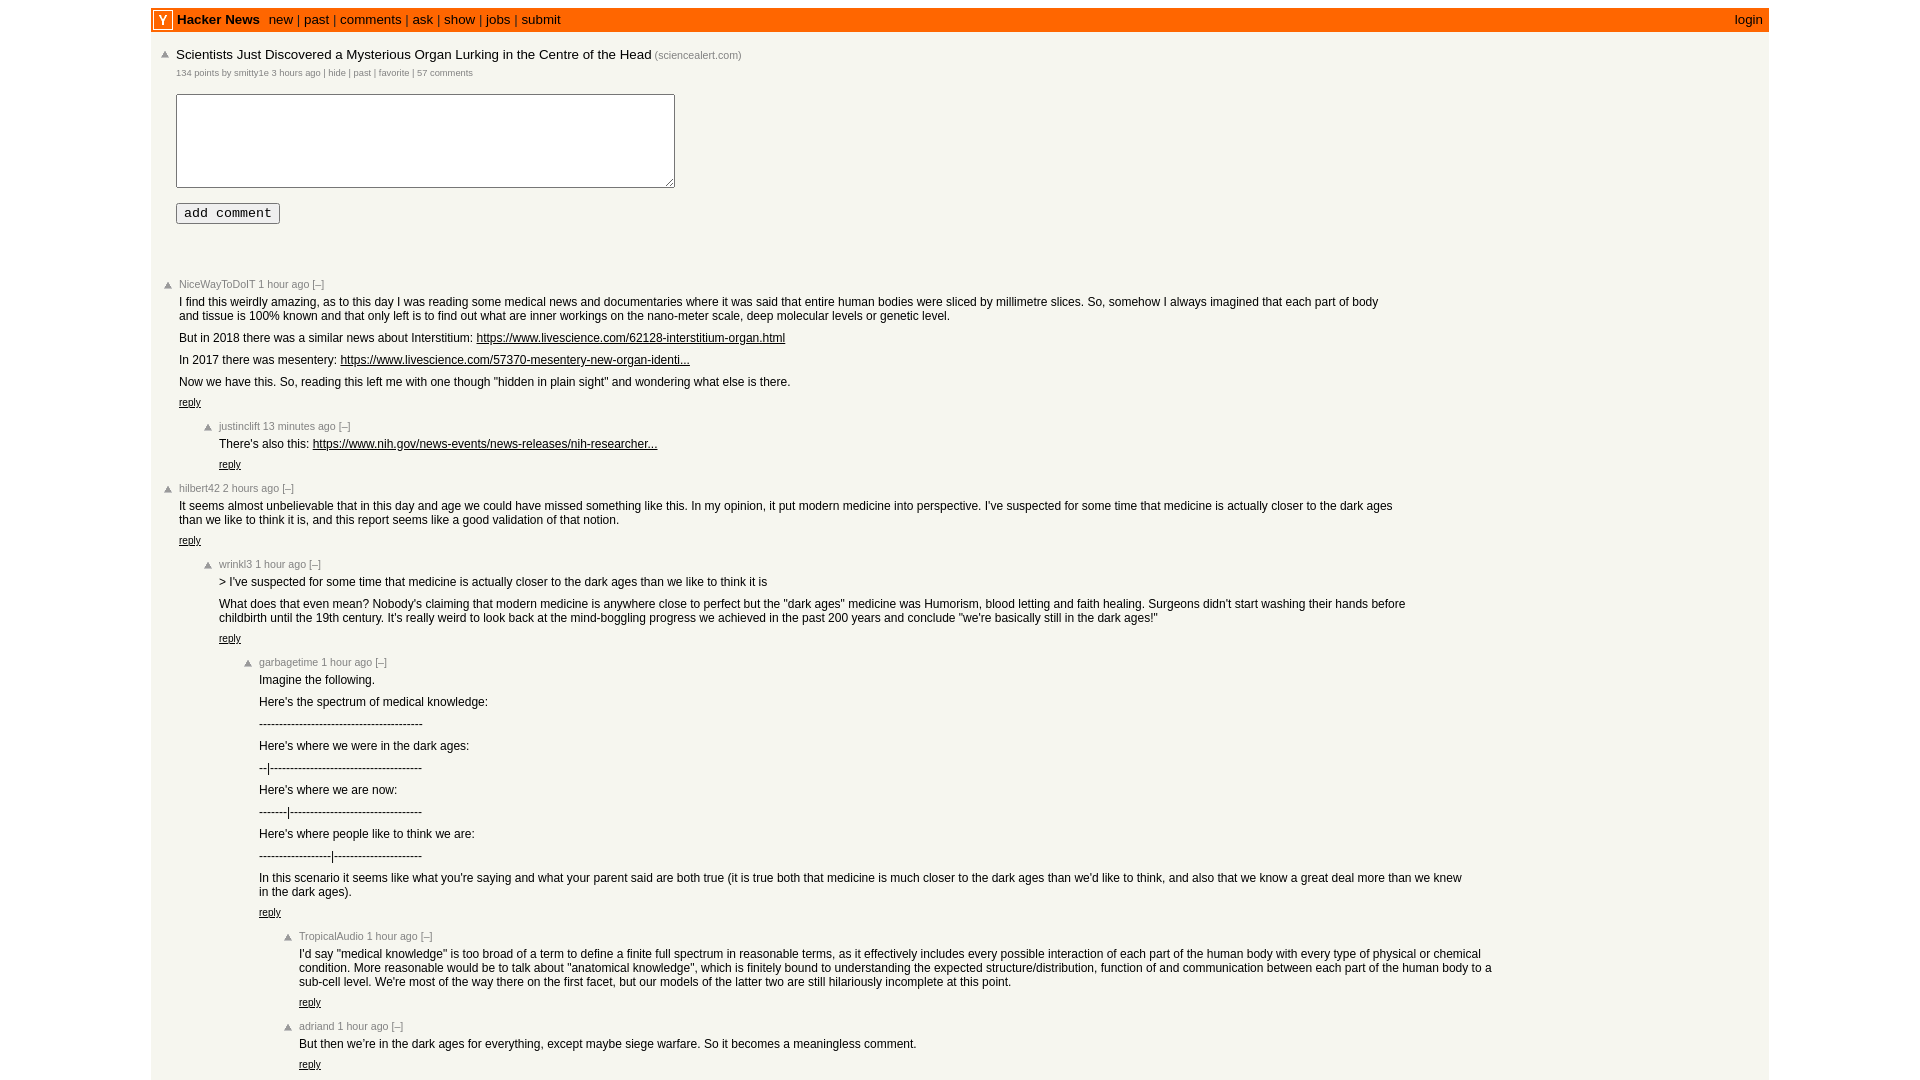 Y Hacker News new | past | comments | ask | show | jobs | submit login
Scientists Just Discovered a Mysterious Organ Lurking in the Centre of the Head (sciencealert.com)
134 points by smitty1e 3 hours ago | hide | past | favorite | 57 comments
add comment
NiceWayToDoIT 1 hour ago [–]
I find this weirdly amazing, as to this day I was reading some medical news and documentaries where it was said that entire human bodies were sliced by millimetre slices. So, somehow I always imagined that each part of body
and tissue is 100% known and that only left is to find out what are inner workings on the nano-meter scale, deep molecular levels or genetic level.
But in 2018 there was a similar news about Interstitium: https://www.livescience.com/62128-interstitium-organ.html
In 2017 there was mesentery: https://www.livescience.com/57370-mesentery-new-organ-identi...
Now we have this. So, reading this left me with one though "hidden in plain sight" and wondering what else is there.
reply
justinclift 13 minutes ago [–]
There's also this: https://www.nih.gov/news-events/news-releases/nih-researcher...
reply
hilbert42 2 hours ago [–]
It seems almost unbelievable that in this day and age we could have missed something like this. In my opinion, it put modern medicine into perspective. I've suspected for some time that medicine is actually closer to the dark ages
than we like to think it is, and this report seems like a good validation of that notion.
reply
wrinkl3 1 hour ago [–]
> I've suspected for some time that medicine is actually closer to the dark ages than we like to think it is
What does that even mean? Nobody's claiming that modern medicine is anywhere close to perfect but the "dark ages" medicine was Humorism, blood letting and faith healing. Surgeons didn't start washing their hands before
childbirth until the 19th century. It's really weird to look back at the mind-boggling progress we achieved in the past 200 years and conclude "we're basically still in the dark ages!"
reply
garbagetime 1 hour ago [–]
Imagine the following.
Here's the spectrum of medical knowledge:
-----------------------------------------
Here's where we were in the dark ages:
--|--------------------------------------
Here's where we are now:
-------|---------------------------------
Here's where people like to think we are:
------------------|----------------------
In this scenario it seems like what you're saying and what your parent said are both true (it is true both that medicine is much closer to the dark ages than we'd like to think, and also that we know a great deal more than we knew
in the dark ages).
reply
TropicalAudio 1 hour ago [–]
I'd say "medical knowledge" is too broad of a term to define a finite full spectrum in reasonable terms, as it effectively includes every possible interaction of each part of the human body with every type of physical or chemical
condition. More reasonable would be to talk about "anatomical knowledge", which is finitely bound to understanding the expected structure/distribution, function of and communication between each part of the human body to a
sub-cell level. We're most of the way there on the first facet, but our models of the latter two are still hilariously incomplete at this point.
reply
adriand 1 hour ago [–]
But then we’re in the dark ages for everything, except maybe siege warfare. So it becomes a meaningless comment.
reply